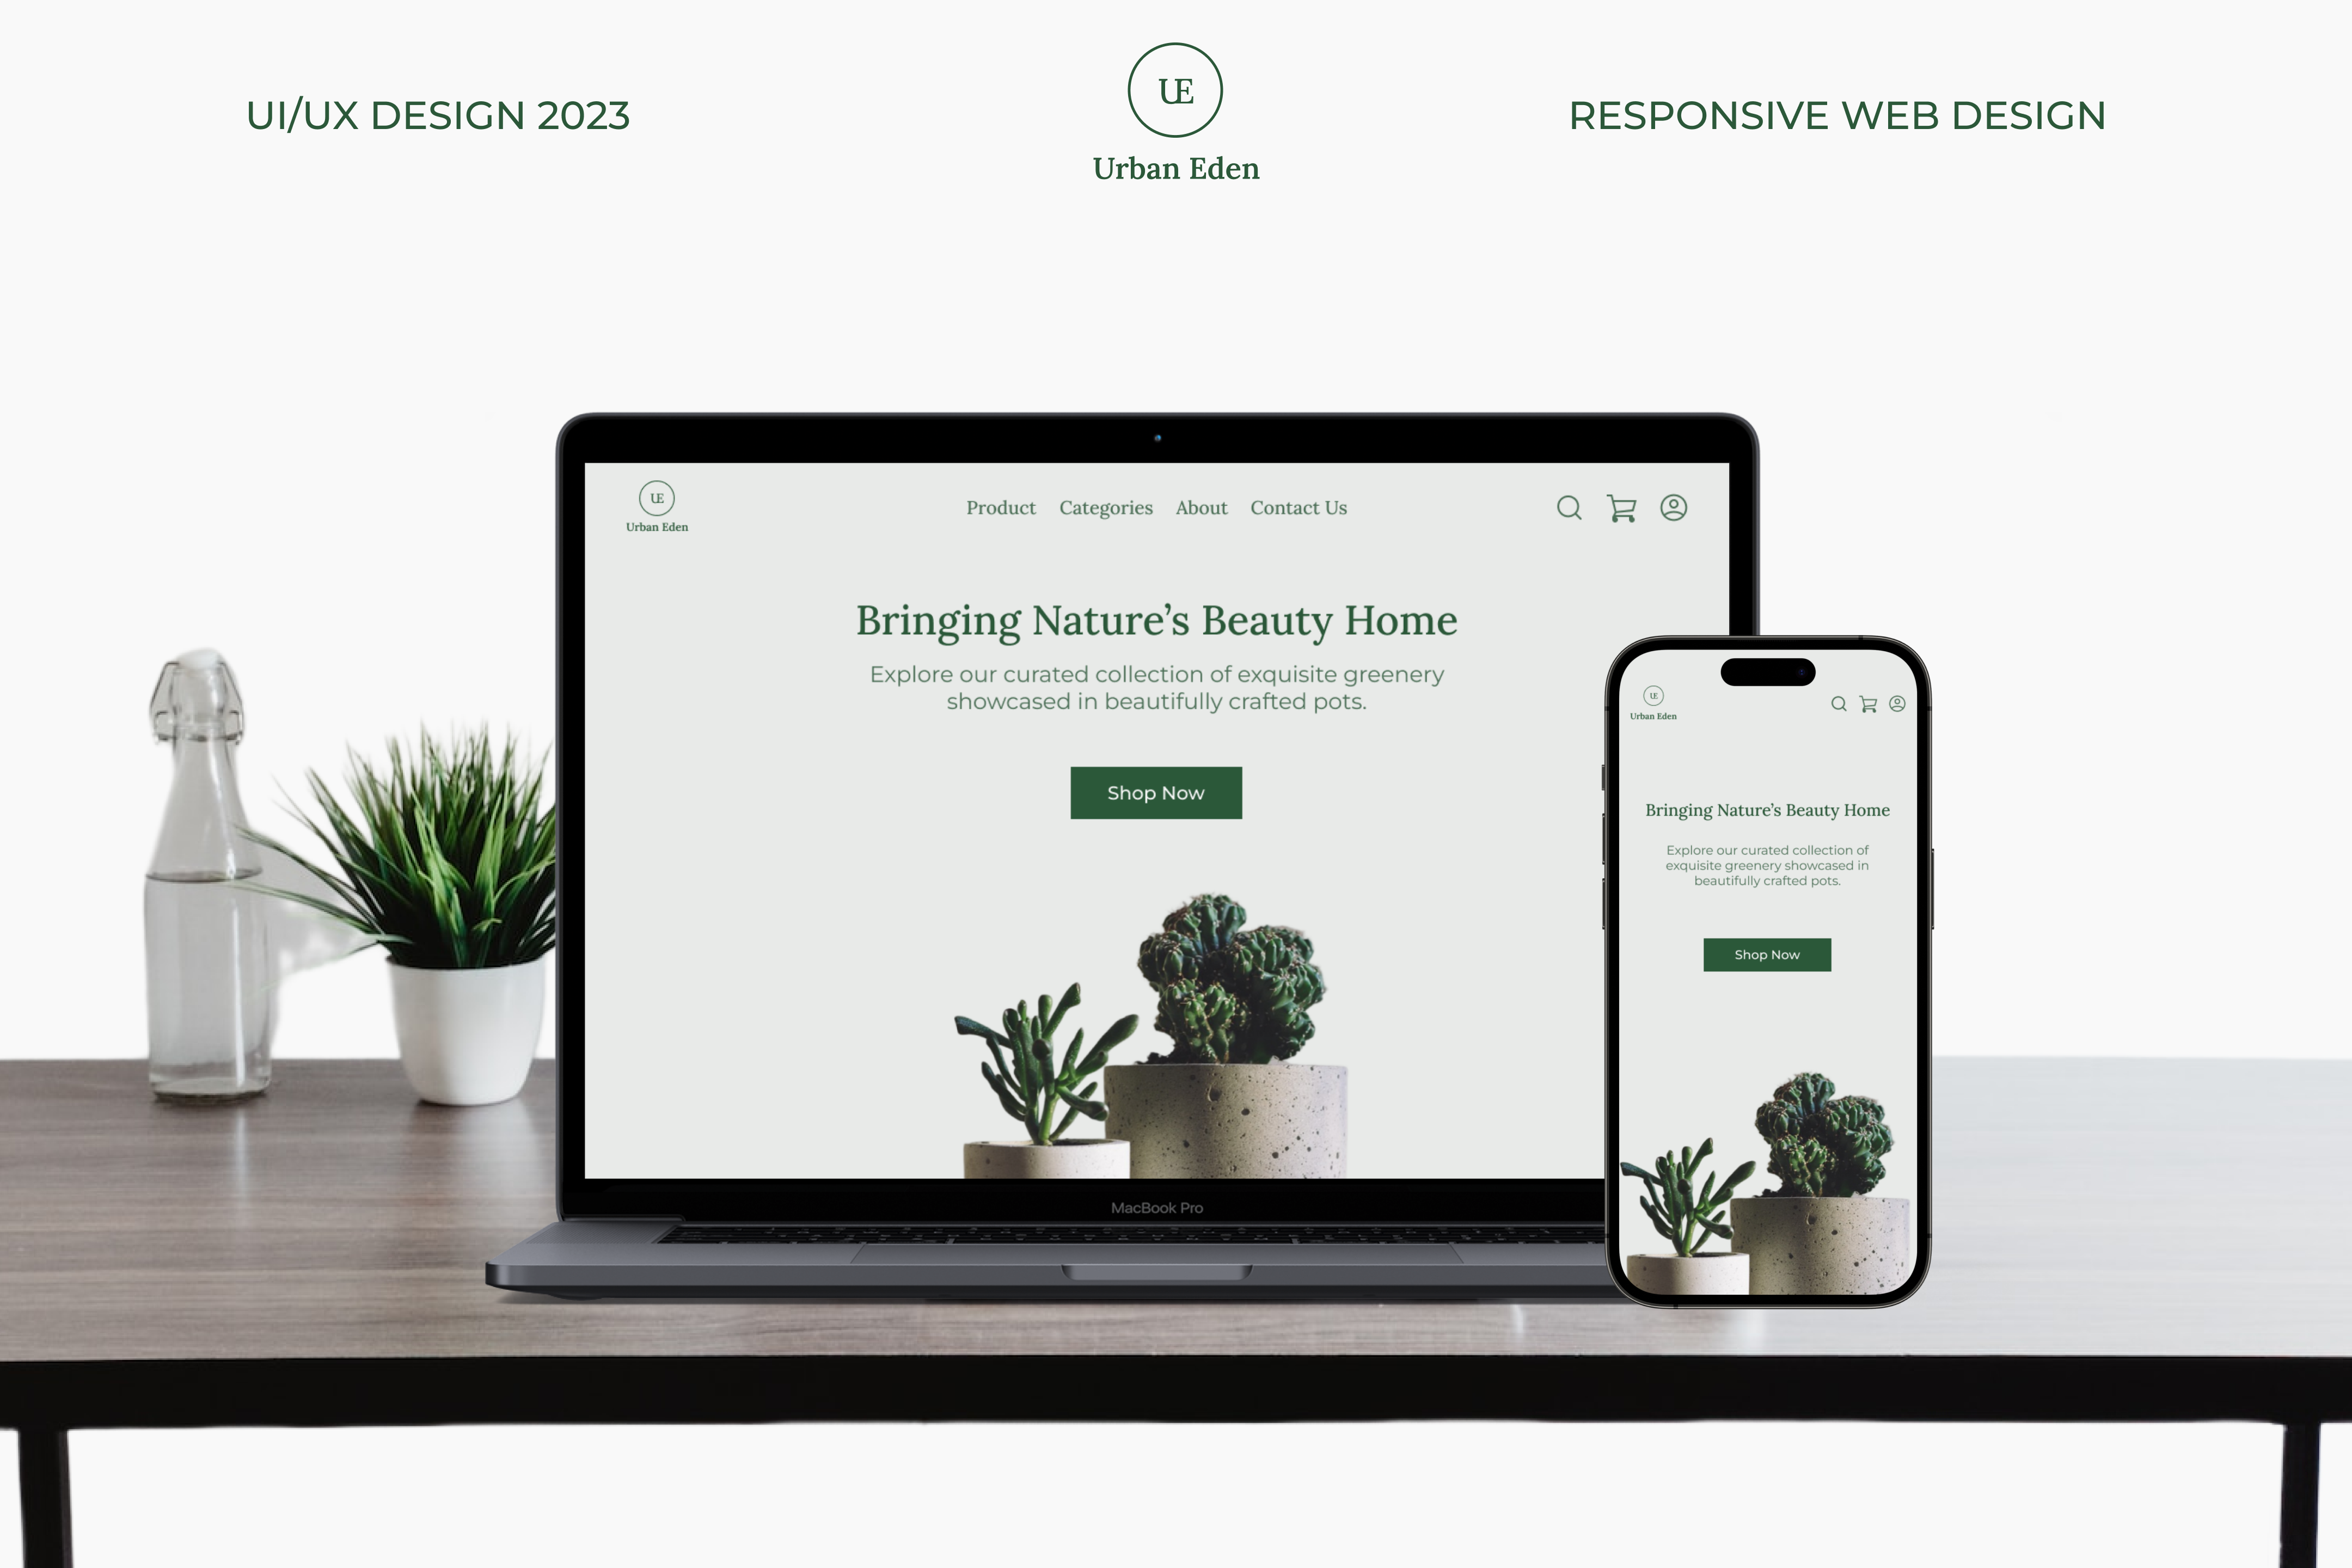 UI/UX DESIGN 2023
UE
Urban Eden
RESPONSIVE WEB DESIGN
UE
Urban Eden
Product Categories About Contact Us
Bringing Nature’s Beauty Home
Explore our curated collection of exquisite greenery
showcased in beautifully crafted pots.
Shop Now
MacBook Pro
UE
Urban Eden
Bringing Nature’s Beauty Home
Explore our curated collection of
exquisite greenery showcased in
beautifully crafted pots.
Shop Now